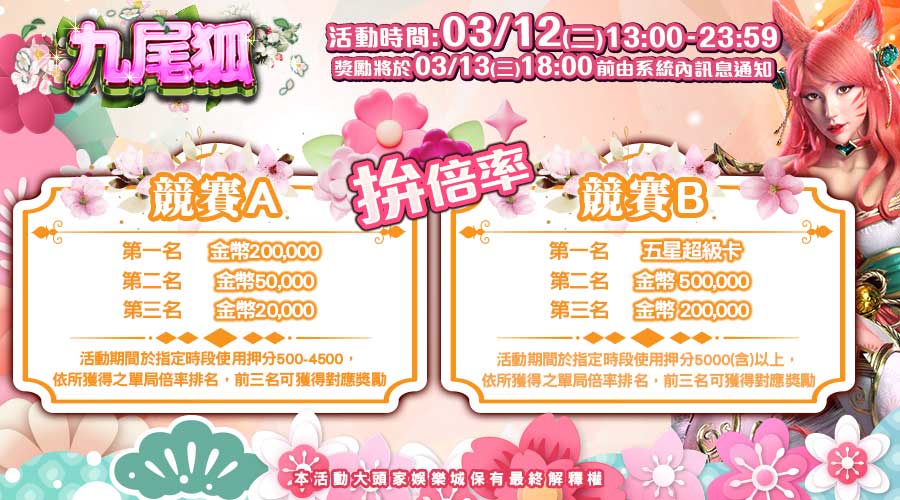 九尾狐
活動時間:03/12(二)13:00-23:59
獎勵將於03/13(三)18:00前由系統內訊息通知
拚倍率
競賽A
第一名 金幣200,000
第二名 金幣50,000
第三名 金幣20,000
活動期間於指定時段使用押分500-4500，
依所獲得之單局倍率排名，前三名可獲得對應獎勵
競賽B
第一名 五星超級卡
第二名 金幣 500,000
第三名 金幣 200,000
活動期間於指定時段使用押分5000(含)以上，
依所獲得之單局倍率排名，前三名可獲得對應獎勵
本活動大頭家娛樂城保有最終解釋權